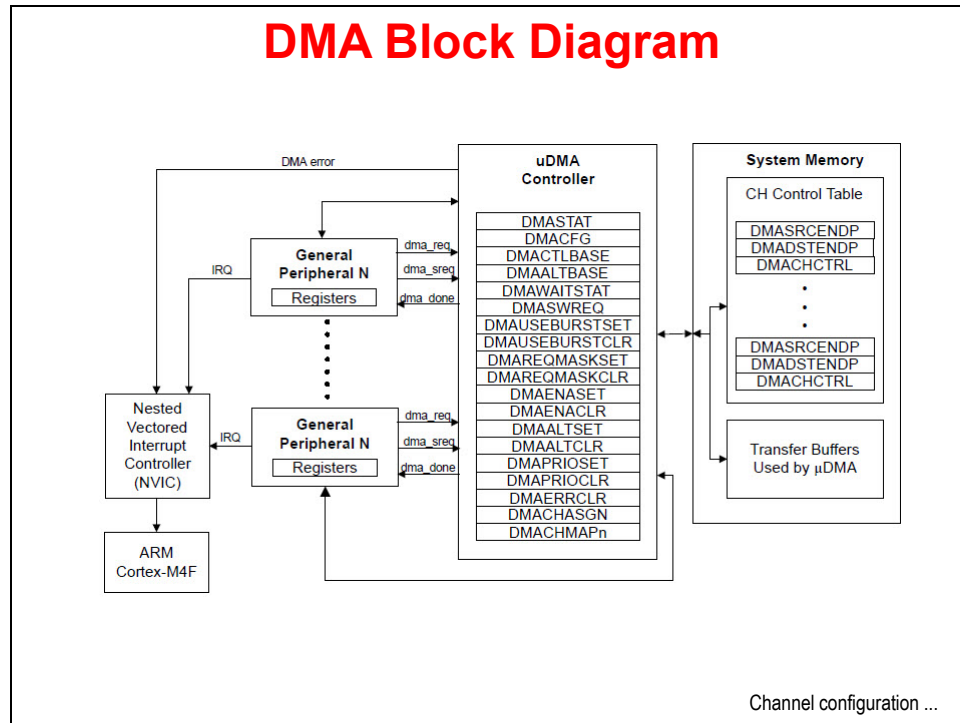 DMA Block Diagram
DMA error
uDMA
Controller
DMASTAT
DMACFG
DMACTLBASE
DMAALTBASE
DMAWAITSTAT
DMASWREQ
DMAUSEBURSTSET
DMAUSEBURSTCLR
DMAREQMASKSET
DMAREQMASKCLR
DMAENASET
DMAENACLR
DMAALTSET
DMAALTCLR
DMAPRIOSET
DMAPRIOCLR
DMAERRCLR
DMACHASGN
DMACHMAPn
System Memory
CH Control Table
DMASRCENDP
DMADSTENDP
DMACHCTRL
DMASRCENDP
DMADSTENDP
DMACHCTRL
Transfer Buffers
Used by μDMA
General
Peripheral N
Registers
dma_req
dma_sreq
dma_done
IRQ
General
Peripheral N
Registers
dma_req
dma_sreq
dma_done
IRQ
Nested
Vectored
Interrupt
Controller
(NVIC)
ARM
Cortex-M4F
Channel configuration ...